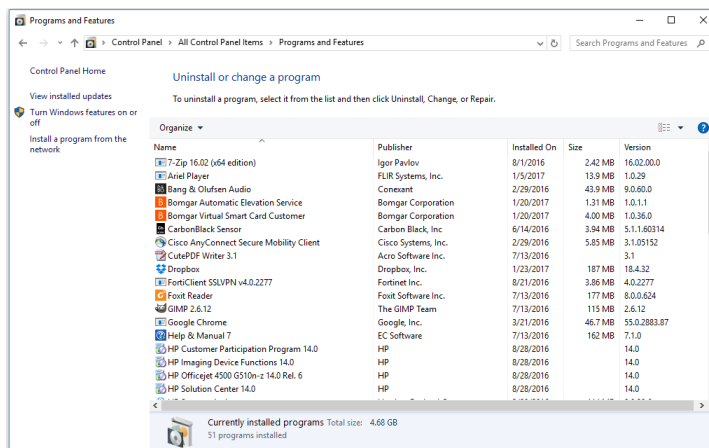 Programs and Features
Control Panel > All Control Panel Items > Programs and Features
Search Programs and Features
Control Panel Home
View installed updates
Turn Windows features on or
off
Install a program from the
network
Uninstall or change a program
To uninstall a program, select it from the list and then click Uninstall, Change, or Repair.
Organize
Name Publisher Installed On Size Version
7-Zip 16.02 (x64 edition) Igor Pavlov 8/1/2016 2.42 MB 16.02.00.0
Ariel Player FLIR Systems, Inc. 1/5/2017 13.9 MB 1.0.29
Bang & Olufsen Audio Conexant 2/29/2016 43.9 MB 9.0.60.0
Bomgar Automatic Elevation Service Bomgar Corporation 1/20/2017 1.31 MB 1.0.1.1
Bomgar Virtual Smart Card Customer Bomgar Corporation 1/20/2017 4.00 MB 1.0.36.0
CarbonBlack Sensor Carbon Black, Inc 6/14/2016 3.94 MB 5.1.1.60314
Cisco AnyConnect Secure Mobility Client Cisco Systems, Inc. 2/29/2016 5.85 MB 3.1.05152
CutePDF Writer 3.1 Acro Software Inc. 7/13/2016 3.1
Dropbox Dropbox, Inc. 1/23/2017 187 MB 18.4.32
FortiClient SSLVPN v4.0.2277 Fortinet Inc. 8/21/2016 3.86 MB 4.0.2277
Foxit Reader Foxit Software Inc. 7/13/2016 177 MB 8.0.0.624
GIMP 2.6.12 The GIMP Team 7/13/2016 115 MB 2.6.12
Google Chrome Google, Inc. 3/21/2016 46.7 MB 55.0.2883.87
Help & Manual 7 EC Software 7/13/2016 162 MB 7.1.0
HP Customer Participation Program 14.0 HP 8/28/2016 14.0
HP Imaging Device Functions 14.0 HP 8/28/2016 14.0
HP Officejet 4500 G510n-z 14.0 Rel. 6 HP 8/28/2016 14.0
HP Solution Center 14.0 HP 8/28/2016 14.0
Currently installed programs Total size: 4.68 GB
51 programs installed